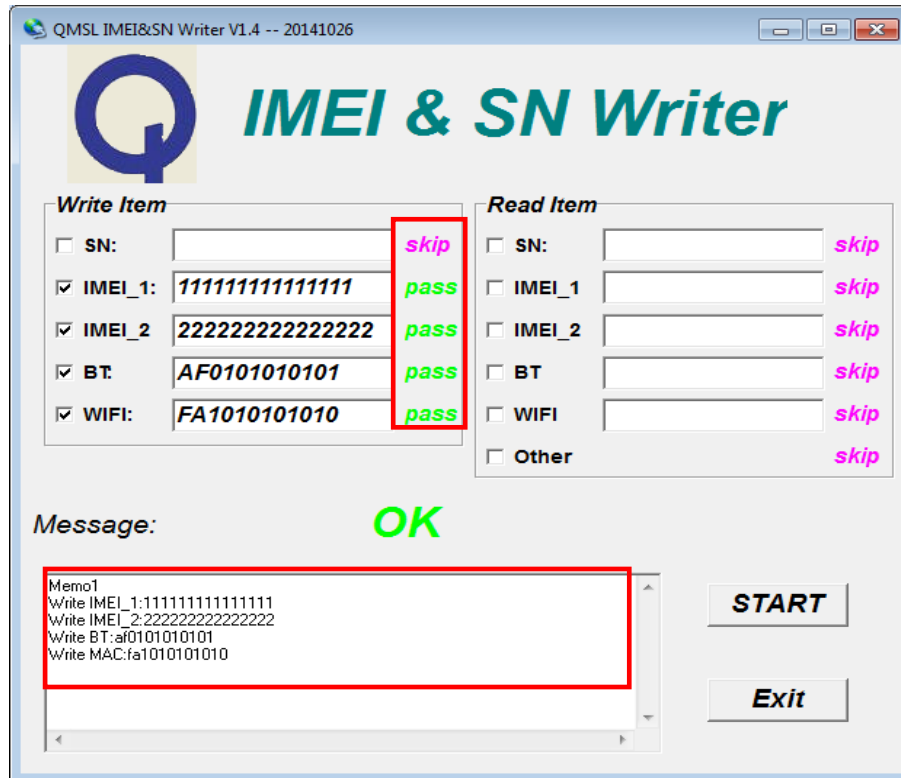 QMSL IMEI&SN Writer V1.4 -- 20141026
IMEI & SN Writer
Write Item
SN: skip
IMEI_1: 111111111111111 pass
IMEI_2 222222222222222 pass
BT: AF0101010101 pass
WIFI: FA1010101010 pass
Read Item
SN: skip
IMEI_1 skip
IMEI_2 skip
BT skip
WIFI skip
Other skip
Message: OK
Memo1
Write IMEI_1:111111111111111
Write IMEI_2:222222222222222
Write BT:af0101010101
Write MAC:fa1010101010
START
Exit